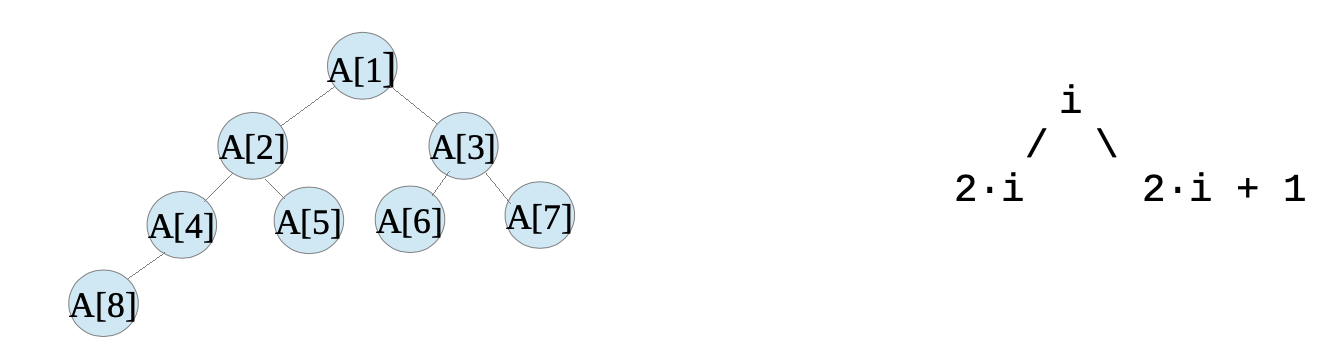 A[1]
A[2]
A[3]
A[4]
A[5]
A[6]
A[7]
A[8]
i
/ \
2·i 2·i + 1